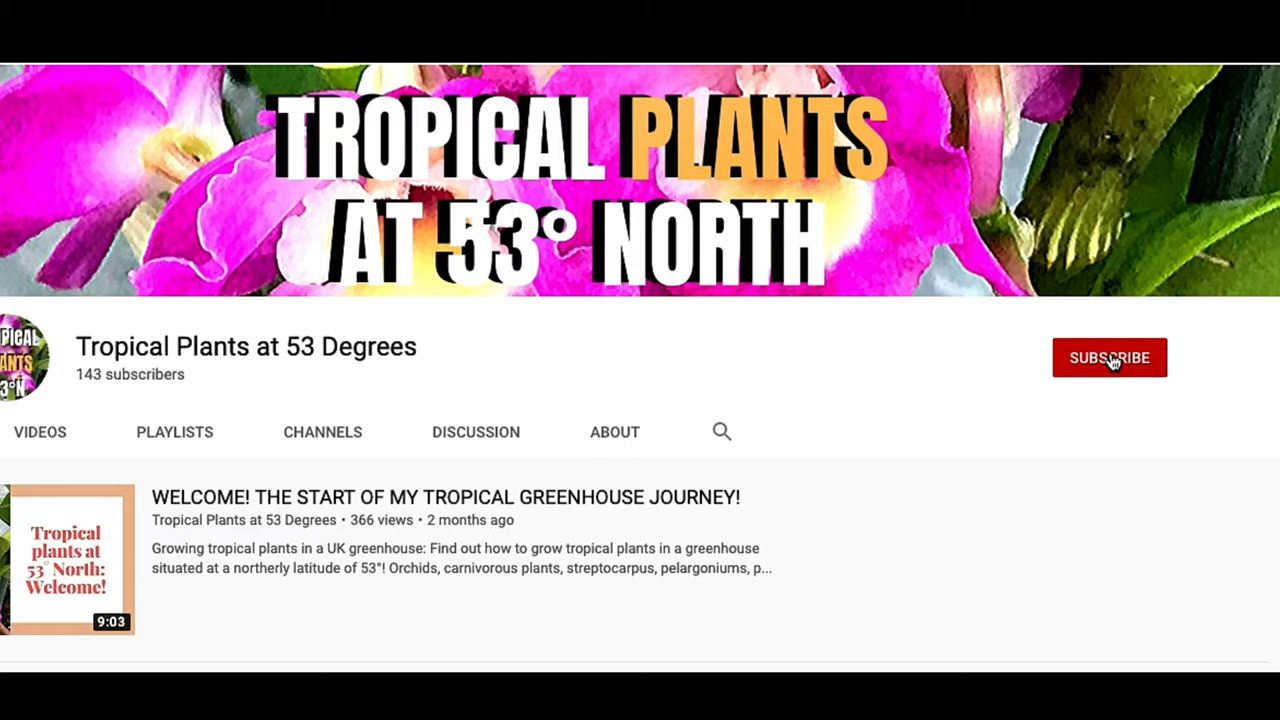 TROPICAL PLANTS
AT 53° NORTH
PICAL
ANTS
3°N
Tropical Plants at 53 Degrees
143 subscribers
SUBSCRIBE
VIDEOS PLAYLISTS CHANNELS DISCUSSION ABOUT
Tropical
plants at
53° North:
Welcome!
9:03
WELCOME! THE START OF MY TROPICAL GREENHOUSE JOURNEY!
Tropical Plants at 53 Degrees • 366 views • 2 months ago
Growing tropical plants in a UK greenhouse: Find out how to grow tropical plants in a greenhouse
situated at a northerly latitude of 53°! Orchids, carnivorous plants, streptocarpus, pelargoniums, p...